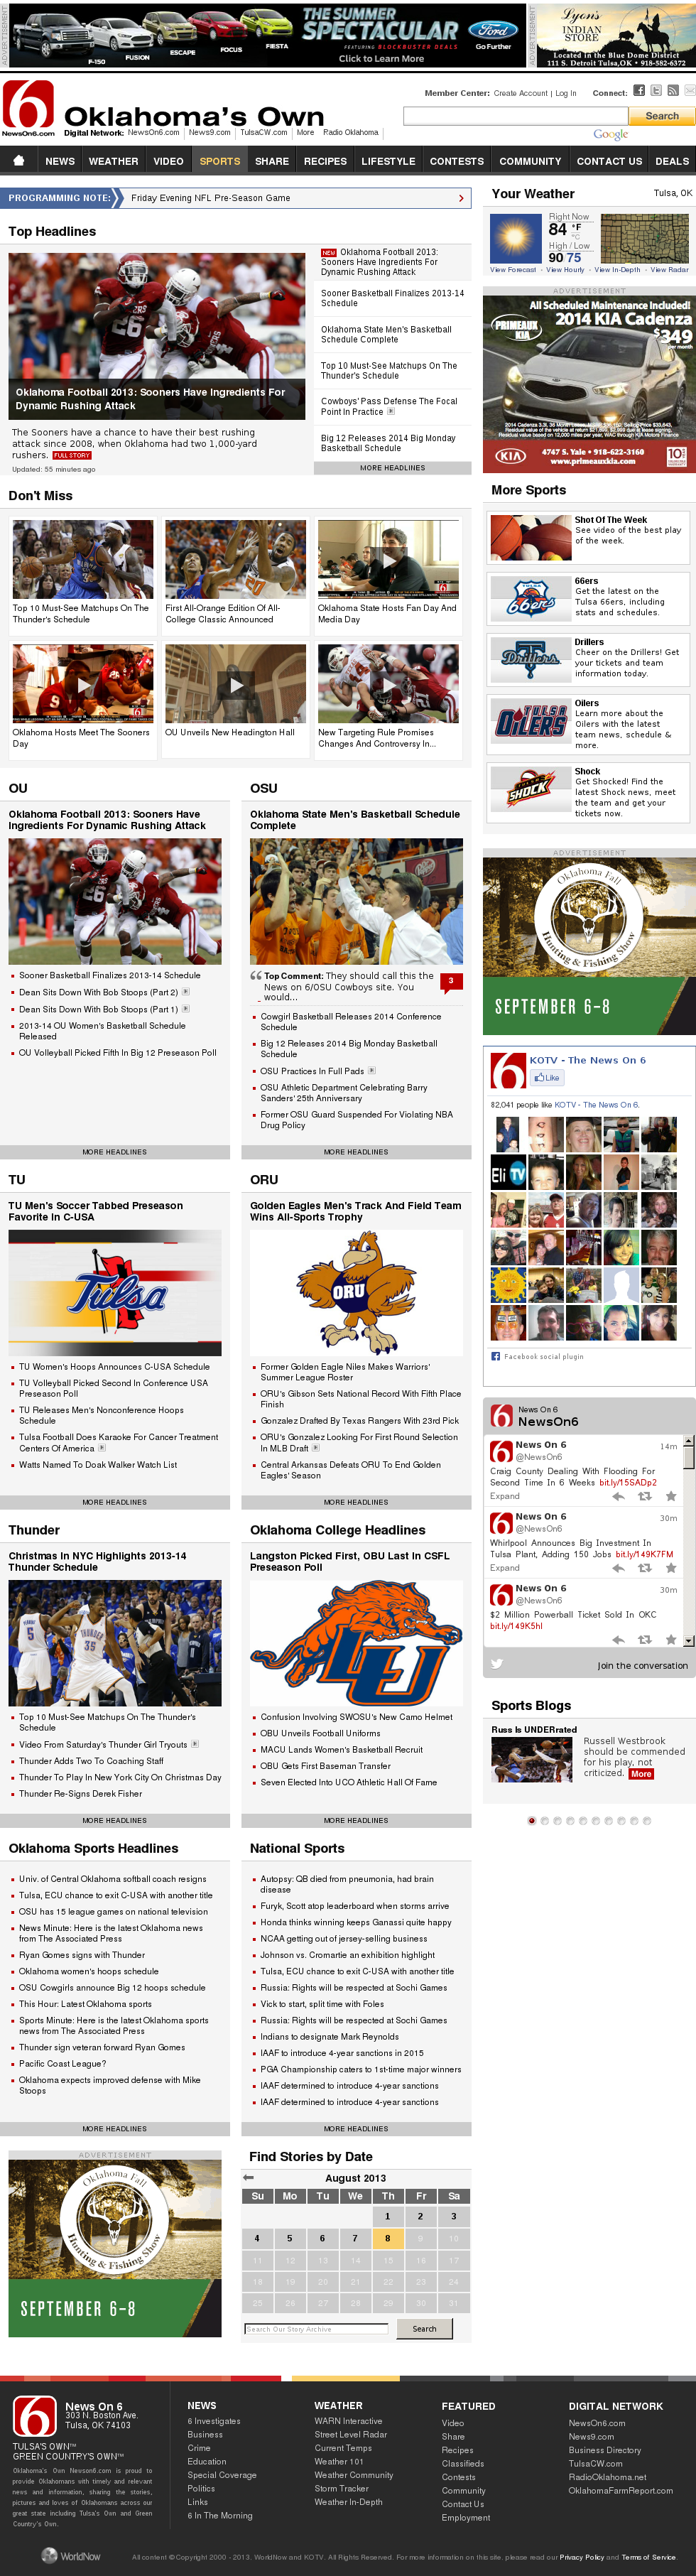 ADVERTISEMENT
THE SUMMER
SPECTACULAR
FEATURING BLOCKBUSTER DEALS
Click to Learn More
F-150
FUSION
ESCAPE
FOCUS
FIESTA
Ford
Go Further
ADVERTISEMENT
Lyon's
INDIAN
STORE
Located in the Blue Dome District
111 S. Detroit Tulsa,OK • 918-582-6372
6
NewsOn6.com
Oklahoma's Own
Member Center: Create Account | Log In
Connect:
Search
Google
Digital Network: NewsOn6.com News9.com TulsaCW.com More Radio Oklahoma
NEWS WEATHER VIDEO SPORTS SHARE RECIPES LIFESTYLE CONTESTS COMMUNITY CONTACT US DEALS
PROGRAMMING NOTE: Friday Evening NFL Pre-Season Game
Top Headlines
Oklahoma Football 2013: Sooners Have Ingredients For
Dynamic Rushing Attack
The Sooners have a chance to have their best rushing
attack since 2008, when Oklahoma had two 1,000-yard
rushers. FULL STORY
Updated: 55 minutes ago
NEW Oklahoma Football 2013:
Sooners Have Ingredients For
Dynamic Rushing Attack
Sooner Basketball Finalizes 2013-14
Schedule
Oklahoma State Men's Basketball
Schedule Complete
Top 10 Must-See Matchups On The
Thunder's Schedule
Cowboys' Pass Defense The Focal
Point In Practice
Big 12 Releases 2014 Big Monday
Basketball Schedule
MORE HEADLINES
Don't Miss
Top 10 Must-See Matchups On The
Thunder's Schedule
First All-Orange Edition Of All-
College Classic Announced
Oklahoma State Hosts Fan Day And
Media Day
Oklahoma Hosts Meet The Sooners
Day
OU Unveils New Headington Hall
New Targeting Rule Promises
Changes And Controversy In...
OU
Oklahoma Football 2013: Sooners Have
Ingredients For Dynamic Rushing Attack
Sooner Basketball Finalizes 2013-14 Schedule
Dean Sits Down With Bob Stoops (Part 2)
Dean Sits Down With Bob Stoops (Part 1)
2013-14 OU Women's Basketball Schedule
Released
OU Volleyball Picked Fifth In Big 12 Preseason Poll
MORE HEADLINES
OSU
Oklahoma State Men's Basketball Schedule
Complete
Top Comment: They should call this the
News on 6/OSU Cowboys site. You
would...
3
Cowgirl Basketball Releases 2014 Conference
Schedule
Big 12 Releases 2014 Big Monday Basketball
Schedule
OSU Practices In Full Pads
OSU Athletic Department Celebrating Barry
Sanders' 25th Anniversary
Former OSU Guard Suspended For Violating NBA
Drug Policy
MORE HEADLINES
TU
TU Men's Soccer Tabbed Preseason
Favorite In C-USA
Tulsa
TU Women's Hoops Announces C-USA Schedule
TU Volleyball Picked Second In Conference USA
Preseason Poll
TU Releases Men's Nonconference Hoops
Schedule
Tulsa Football Does Karaoke For Cancer Treatment
Centers Of America
Watts Named To Doak Walker Watch List
MORE HEADLINES
ORU
Golden Eagles Men's Track And Field Team
Wins All-Sports Trophy
ORU
Former Golden Eagle Niles Makes Warriors'
Summer League Roster
ORU's Gibson Sets National Record With Fifth Place
Finish
Gonzalez Drafted By Texas Rangers With 23rd Pick
ORU's Gonzalez Looking For First Round Selection
In MLB Draft
Central Arkansas Defeats ORU To End Golden
Eagles' Season
MORE HEADLINES
Thunder
Christmas In NYC Highlights 2013-14
Thunder Schedule
Top 10 Must-See Matchups On The Thunder's
Schedule
Video From Saturday's Thunder Girl Tryouts
Thunder Adds Two To Coaching Staff
Thunder To Play In New York City On Christmas Day
Thunder Re-Signs Derek Fisher
MORE HEADLINES
Oklahoma College Headlines
Langston Picked First, OBU Last In CSFL
Preseason Poll
LU
Confusion Involving SWOSU's New Camo Helmet
OBU Unveils Football Uniforms
MACU Lands Women's Basketball Recruit
OBU Gets First Baseman Transfer
Seven Elected Into UCO Athletic Hall Of Fame
MORE HEADLINES
Oklahoma Sports Headlines
Univ. of Central Oklahoma softball coach resigns
Tulsa, ECU chance to exit C-USA with another title
OSU has 15 league games on national television
News Minute: Here is the latest Oklahoma news
from The Associated Press
Ryan Gomes signs with Thunder
Oklahoma women's hoops schedule
OSU Cowgirls announce Big 12 hoops schedule
This Hour: Latest Oklahoma sports
Sports Minute: Here is the latest Oklahoma sports
news from The Associated Press
Thunder sign veteran forward Ryan Gomes
Pacific Coast League?
Oklahoma expects improved defense with Mike
Stoops
MORE HEADLINES
National Sports
Autopsy: QB died from pneumonia, had brain
disease
Furyk, Scott atop leaderboard when storms arrive
Honda thinks winning keeps Ganassi quite happy
NCAA getting out of jersey-selling business
Johnson vs. Cromartie an exhibition highlight
Tulsa, ECU chance to exit C-USA with another title
Russia: Rights will be respected at Sochi Games
Vick to start, split time with Foles
Russia: Rights will be respected at Sochi Games
Indians to designate Mark Reynolds
IAAF to introduce 4-year sanctions in 2015
PGA Championship caters to 1st-time major winners
IAAF determined to introduce 4-year sanctions
IAAF determined to introduce 4-year sanctions
MORE HEADLINES
ADVERTISEMENT
Oklahoma Fall
Hunting & Fishing Show
SEPTEMBER 6-8
Find Stories by Date
August 2013
Su Mo Tu We Th Fr Sa
1 2 3
4 5 6 7 8 9 10
11 12 13 14 15 16 17
18 19 20 21 22 23 24
25 26 27 28 29 30 31
Search Our Story Archive
Search
Your Weather
Tulsa, OK
Right Now
84 °F
°C
High / Low
90 75
View Forecast - View Hourly - View In-Depth - View Radar
ADVERTISEMENT
All Scheduled Maintenance Included!
PRIMEAUX
KIA
2014 KIA Cadenza
$349
KIA
4747 S. Yale • 918-622-3160
www.primeauxkia.com
More Sports
Shot Of The Week
See video of the best play
of the week.
66ers
Get the latest on the
Tulsa 66ers, including
stats and schedules.
Drillers
Cheer on the Drillers! Get
your tickets and team
information today.
Oilers
Learn more about the
Oilers with the latest
team news, schedule &
more.
Shock
Get Shocked! Find the
latest Shock news, meet
the team and get your
tickets now.
ADVERTISEMENT
Oklahoma Fall
Hunting & Fishing Show
SEPTEMBER 6-8
KOTV - The News On 6
Like
82,041 people like KOTV - The News On 6.
Facebook social plugin
News On 6
NewsOn6
News On 6
@NewsOn6
14m
Craig County Dealing With Flooding For
Second Time In 6 Weeks bit.ly/15SADp2
Expand
News On 6
@NewsOn6
30m
Whirlpool Announces Big Investment In
Tulsa Plant, Adding 150 Jobs bit.ly/149K7FM
Expand
News On 6
@NewsOn6
30m
$2 Million Powerball Ticket Sold In OKC
bit.ly/149K5hI
Join the conversation
Sports Blogs
Russ Is UNDERrated
Russell Westbrook
should be commended
for his play, not
criticized. More
News On 6
303 N. Boston Ave.
Tulsa, OK 74103
TULSA'S OWN™
GREEN COUNTRY'S OWN™
Oklahoma's Own Newson6.com is proud to
provide Oklahomans with timely and relevant
news and information, sharing the stories,
pictures and loves of Oklahomans across our
great state including Tulsa's Own and Green
Country's Own.
NEWS
6 Investigates
Business
Crime
Education
Special Coverage
Politics
Links
6 In The Morning
WEATHER
WARN Interactive
Street Level Radar
Current Temps
Weather 101
Weather Community
Storm Tracker
Weather In-Depth
FEATURED
Video
Share
Recipes
Classifieds
Contests
Community
Contact Us
Employment
DIGITAL NETWORK
NewsOn6.com
News9.com
Business Directory
TulsaCW.com
RadioOklahoma.net
OklahomaFarmReport.com
WorldNow
All content © Copyright 2000 - 2013. WorldNow and KOTV. All Rights Reserved. For more information on this site, please read our Privacy Policy and Terms of Service.